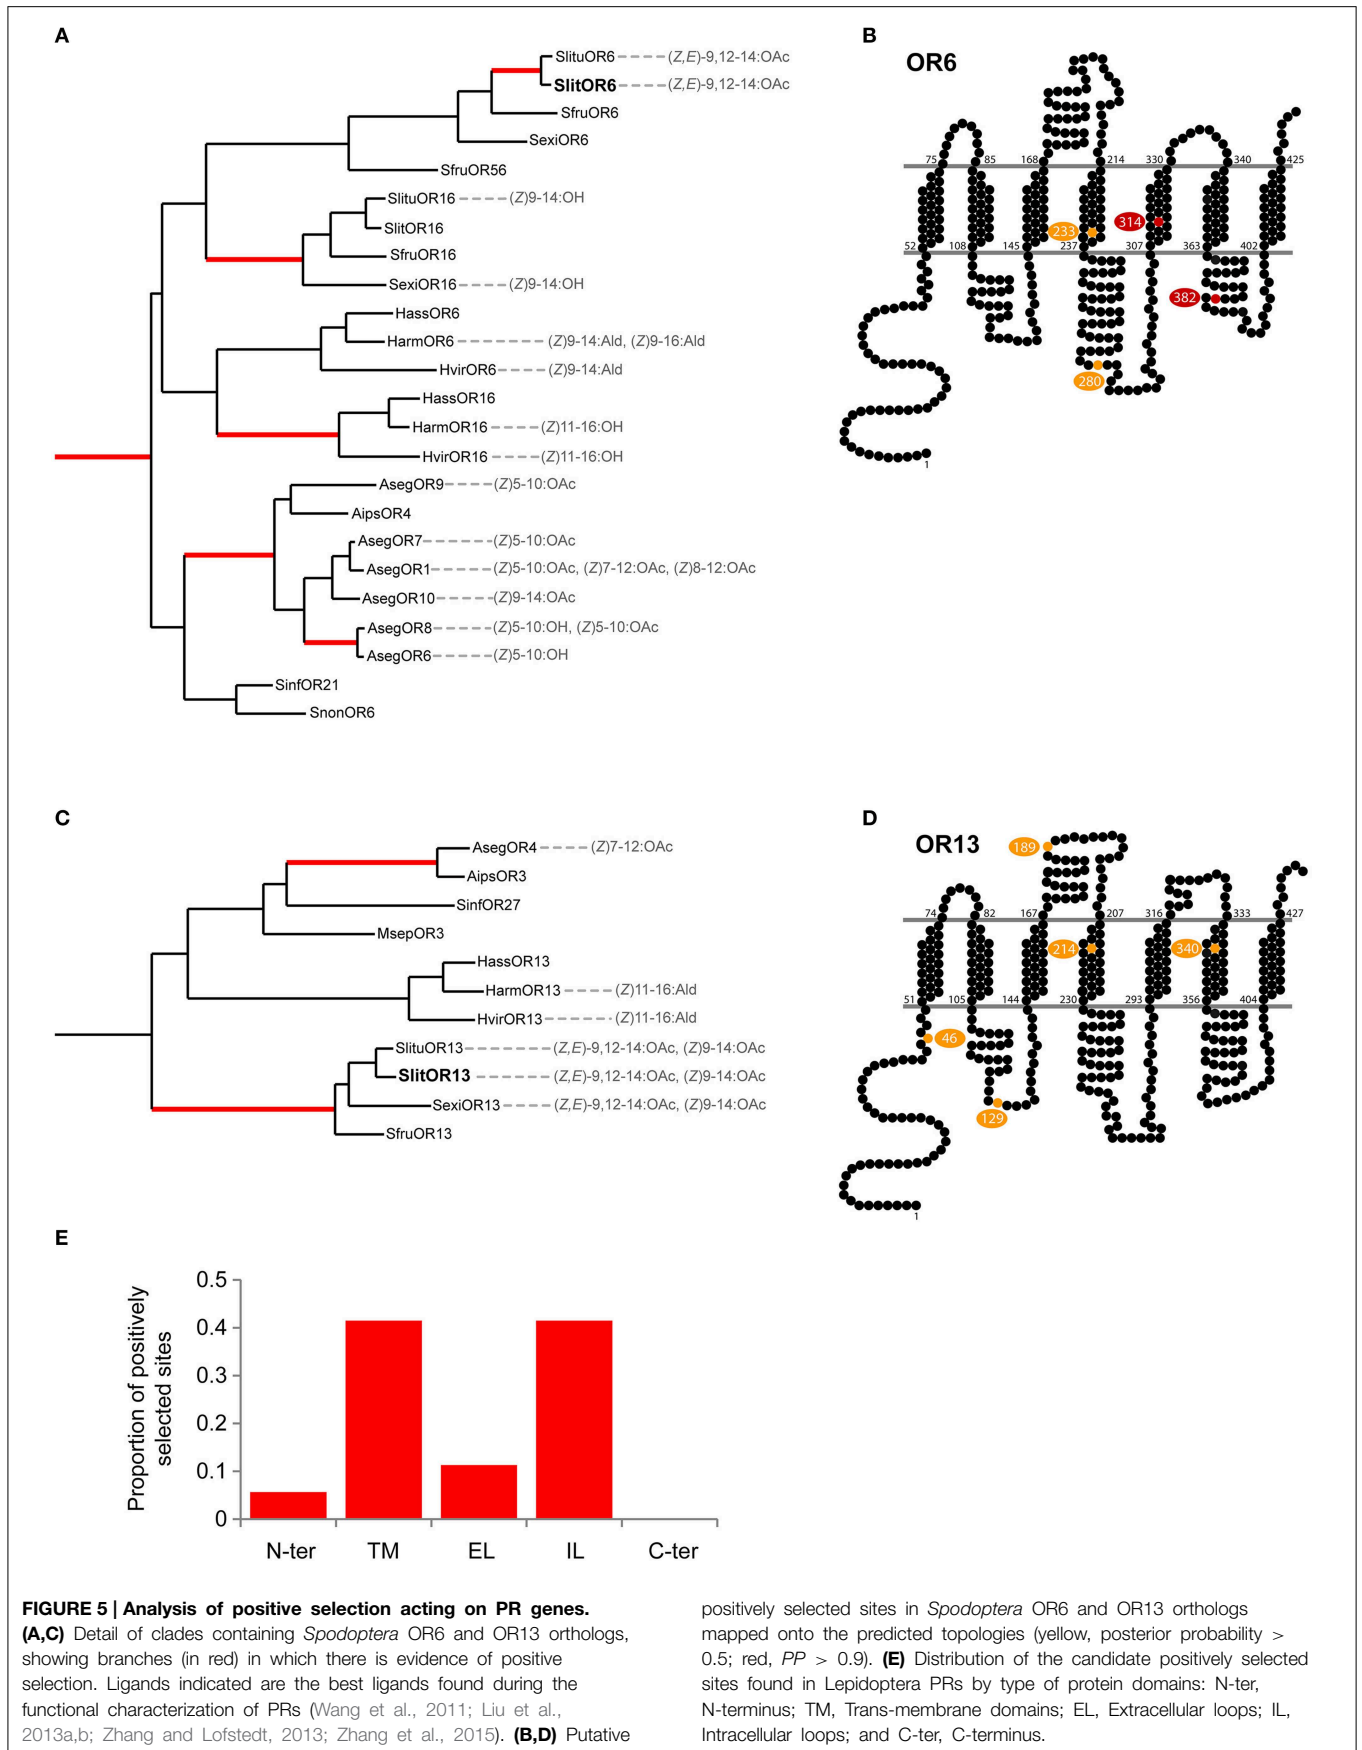 A
SlituOR6 (Z,E)-9,12-14:OAc
SlitOR6 (Z,E)-9,12-14:OAc
SfruOR6
SexiOR6
SfruOR56
SlituOR16 (Z)9-14:OH
SlitOR16
SfruOR16
SexiOR16 (Z)9-14:OH
HassOR6
HarmOR6 (Z)9-14:Ald, (Z)9-16:Ald
HvirOR6 (Z)9-14:Ald
HassOR16
HarmOR16 (Z)11-16:OH
HvirOR16 (Z)11-16:OH
AsegOR9 (Z)5-10:OAc
AipsOR4
AsegOR7 (Z)5-10:OAc
AsegOR1 (Z)5-10:OAc, (Z)7-12:OAc, (Z)8-12:OAc
AsegOR10 (Z)9-14:OAc
AsegOR8 (Z)5-10:OH, (Z)5-10:OAc
AsegOR6 (Z)5-10:OH
SinfOR21
SnonOR6
B
OR6
75 85 168 214 330 340 425
233 314
52 108 145 237 307 363 402
382
280
1
C
AsegOR4 (Z)7-12:OAc
AipsOR3
SinfOR27
MsepOR3
HassOR13
HarmOR13 (Z)11-16:Ald
HvirOR13 (Z)11-16:Ald
SlituOR13 (Z,E)-9,12-14:OAc, (Z)9-14:OAc
SlitOR13 (Z,E)-9,12-14:OAc, (Z)9-14:OAc
SexiOR13 (Z,E)-9,12-14:OAc, (Z)9-14:OAc
SfruOR13
D
OR13
189
74 82 167 207 316 333 427
214 340
51 105 144 230 293 356 404
46
129
1
E
Proportion of positively
selected sites
0.5
0.4
0.3
0.2
0.1
0
N-ter TM EL IL C-ter
FIGURE 5 | Analysis of positive selection acting on PR genes.
(A,C) Detail of clades containing Spodoptera OR6 and OR13 orthologs,
showing branches (in red) in which there is evidence of positive
selection. Ligands indicated are the best ligands found during the
functional characterization of PRs (Wang et al., 2011; Liu et al.,
2013a,b; Zhang and Lofstedt, 2013; Zhang et al., 2015). (B,D) Putative
positively selected sites in Spodoptera OR6 and OR13 orthologs
mapped onto the predicted topologies (yellow, posterior probability >
0.5; red, PP > 0.9). (E) Distribution of the candidate positively selected
sites found in Lepidoptera PRs by type of protein domains: N-ter,
N-terminus; TM, Trans-membrane domains; EL, Extracellular loops; IL,
Intracellular loops; and C-ter, C-terminus.